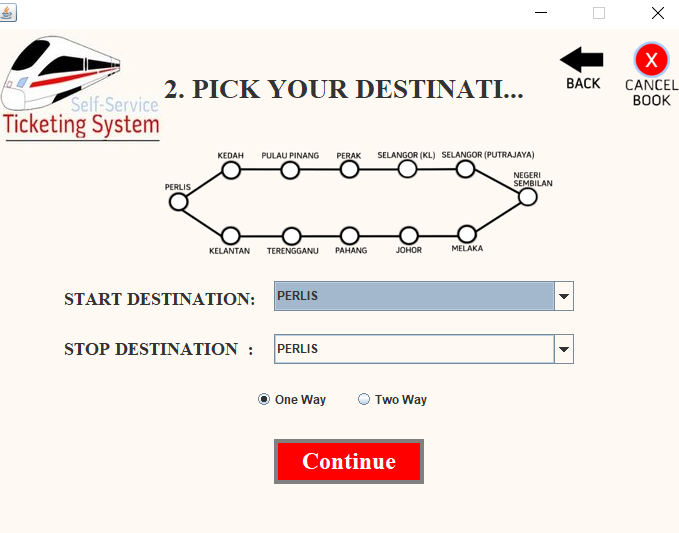 Self-Service
Ticketing System
2. PICK YOUR DESTINATI...
BACK
X
CANCEL
BOOK
KEDAH PULAU PINANG PERAK SELANGOR (KL) SELANGOR (PUTRAJAYA)
PERLIS
NEGERI
SEMBILAN
KELANTAN TERENGGANU PAHANG JOHOR MELAKA
START DESTINATION: PERLIS
STOP DESTINATION : PERLIS
One Way Two Way
Continue